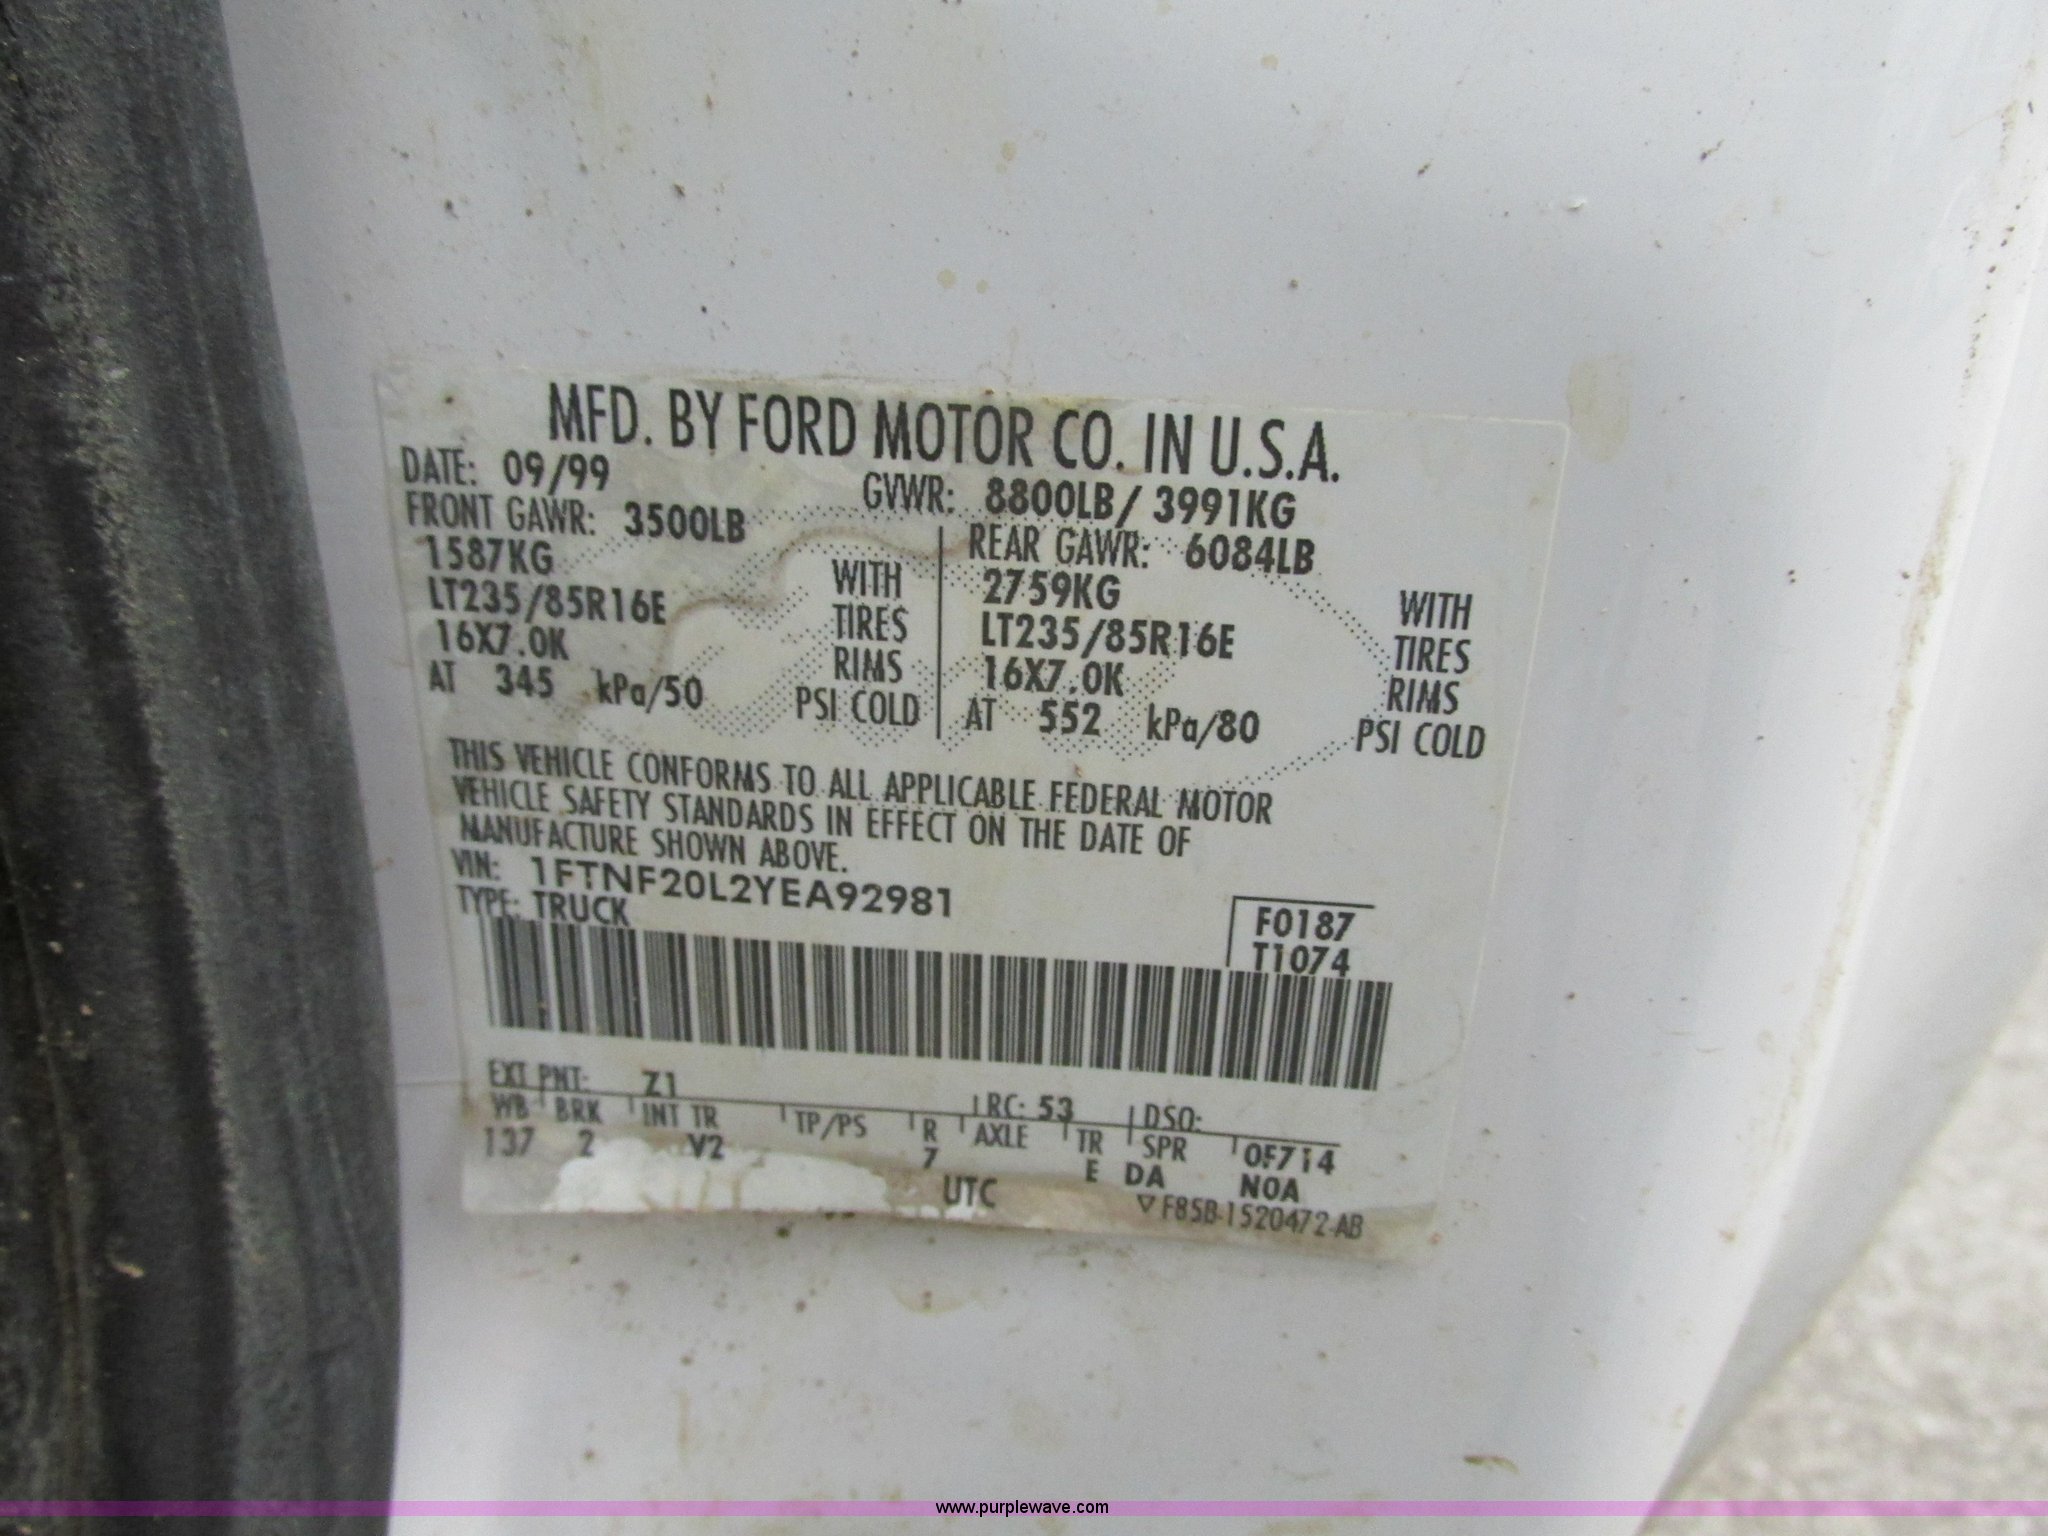 MFD. BY FORD MOTOR CO. IN U.S.A.
DATE: 09/99 GVWR: 8800LB/ 3991KG
FRONT GAWR: 3500LB REAR GAWR: 6084LB
1587KG WITH 2759KG WITH
LT235/85R16E TIRES LT235/85R16E TIRES
16X7.0K RIMS 16X7.0K RIMS
AT 345 kPa/50 PSI COLD AT 552 kPa/80 PSI COLD
THIS VEHICLE CONFORMS TO ALL APPLICABLE FEDERAL MOTOR
VEHICLE SAFETY STANDARDS IN EFFECT ON THE DATE OF
MANUFACTURE SHOWN ABOVE.
VIN: 1FTNF20L2YEA92981
TYPE: TRUCK
F0187
T1074
EXT PNT: Z1 RC: 53 DSO:
WB BRK INT TR TP/PS R AXLE TR SPR 0F714
137 2 V2 7 E DA N0A
UTC
▽ F85B-1520472-AB
www.purplewave.com